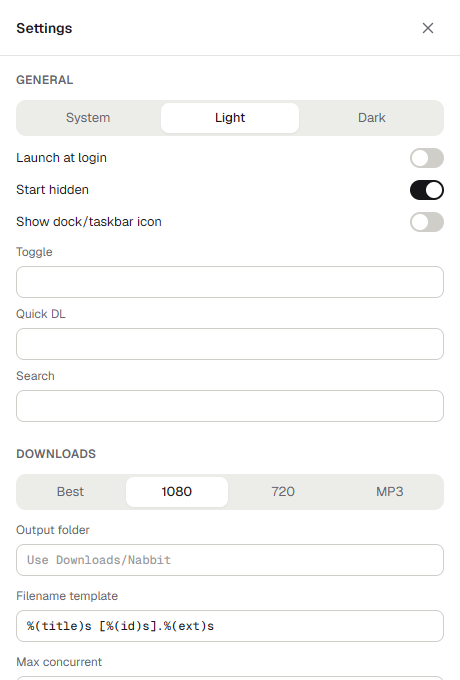 Settings
GENERAL
System Light Dark
Launch at login
Start hidden
Show dock/taskbar icon
Toggle
Quick DL
Search
DOWNLOADS
Best 1080 720 MP3
Output folder
Use Downloads/Nabbit
Filename template
%(title)s [%(id)s].%(ext)s
Max concurrent